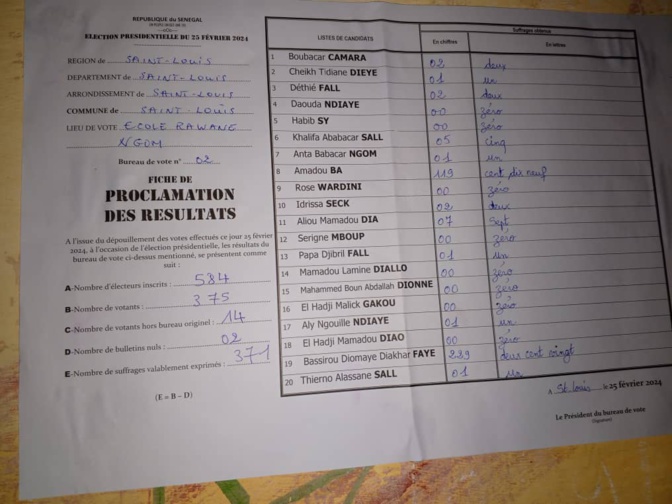 REPUBLIQUE DU SENEGAL
ELECTION PRESIDENTIELLE DU 25 FÉVRIER 2024
REGION de SAINT-LOUIS
DEPARTEMENT de SAINT-LOUIS
ARRONDISSEMENT de SAINT-LOUIS
COMMUNE de SAINT-LOUIS
LIEU DE VOTE ECOLE RAWANE
NGOM
Bureau de vote n° 02
FICHE DE
PROCLAMATION
DES RESULTATS
A l'issue du dépouillement des votes effectués ce jour 25 février
2024, à l'occasion de l'élection présidentielle, les résultats du
bureau de vote ci-dessus mentionné, se présentent comme
suit :
A-Nombre d'électeurs inscrits : 584
B-Nombre de votants : 375
C-Nombre de votants hors bureau originel : 14
D-Nombre de bulletins nuls : 02
E-Nombre de suffrages valablement exprimés : 371
(E = B – D)
LISTES DE CANDIDATS
Suffrages obtenus
En chiffre En lettres
1 Boubacar CAMARA 02 deux
2 Cheikh Tidiane DIEYE 01 un
3 Déthié FALL 02 deux
4 Daouda NDIAYE 00 zéro
5 Habib SY 00 zéro
6 Khalifa Ababacar SALL 05 cinq
7 Anta Babacar NGOM 01 un
8 Amadou BA 119 cent dix neuf
9 Rose WARDINI 00 zéro
10 Idrissa SECK 02 deux
11 Aliou Mamadou DIA 07 Sept
12 Serigne MBOUP 00 zéro
13 Papa Djibril FALL 01 un
14 Mamadou Lamine DIALLO 00 zéro
15 Mahammed Boun Abdallah DIONNE 00 zéro
16 El Hadji Malick GAKOU 00 zéro
17 Aly Ngouille NDIAYE 01 un
18 El Hadji Mamadou DIAO 00 zéro
19 Bassirou Diomaye Diakhar FAYE deux cent vingt
20 Thierno Alassane SALL 01 un
A St Louis le 25 février 2024
Le Président du bureau de vote
(Signature)